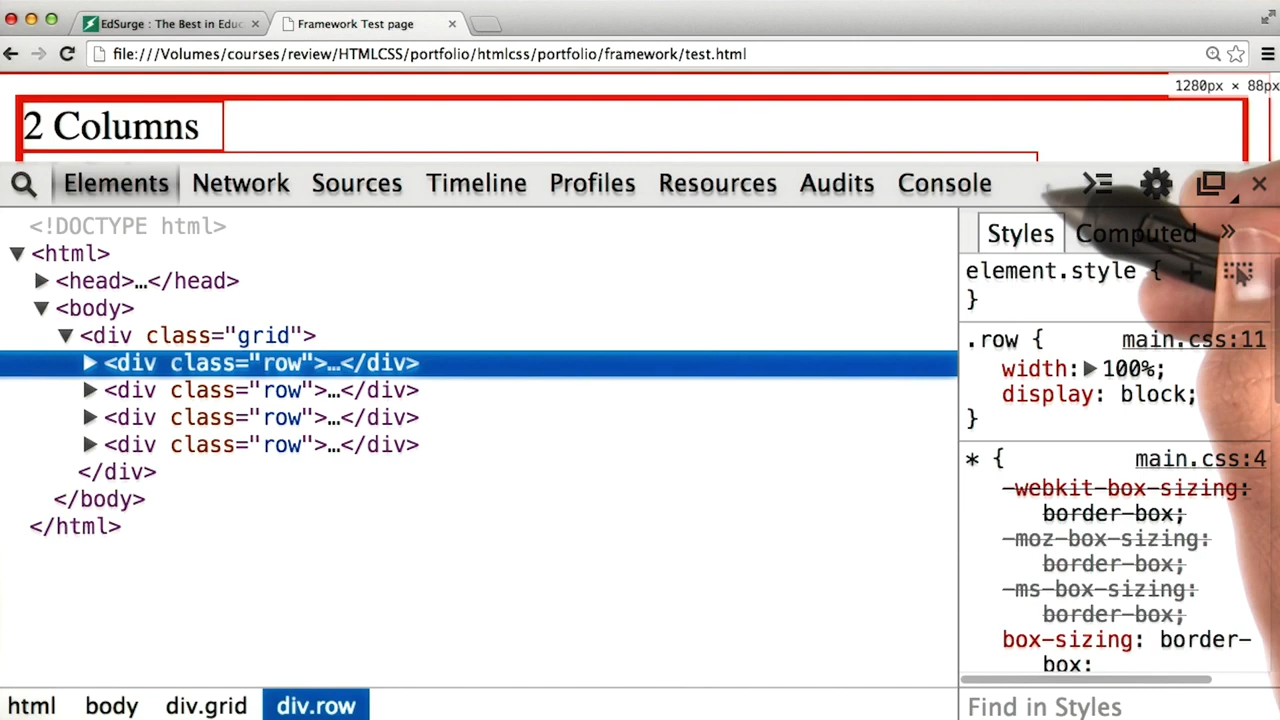 EdSurge : The Best in Educ
Framework Test page
file:///Volumes/courses/review/HTMLCSS/portfolio/htmlcss/portfolio/framework/test.html
1280px × 88px
2 Columns
Elements Network Sources Timeline Profiles Resources Audits Console
<!DOCTYPE html>
<html>
<head>…</head>
<body>
<div class="grid">
<div class="row">…</div>
<div class="row">…</div>
<div class="row">…</div>
<div class="row">…</div>
</div>
</body>
</html>
html body div.grid div.row
Styles Computed »
element.style {
}
.row { main.css:11
width: 100%;
display: block;
}
* { main.css:4
-webkit-box-sizing:
border-box;
-moz-box-sizing:
border-box;
-ms-box-sizing:
border-box;
box-sizing: border-
box;
Find in Styles